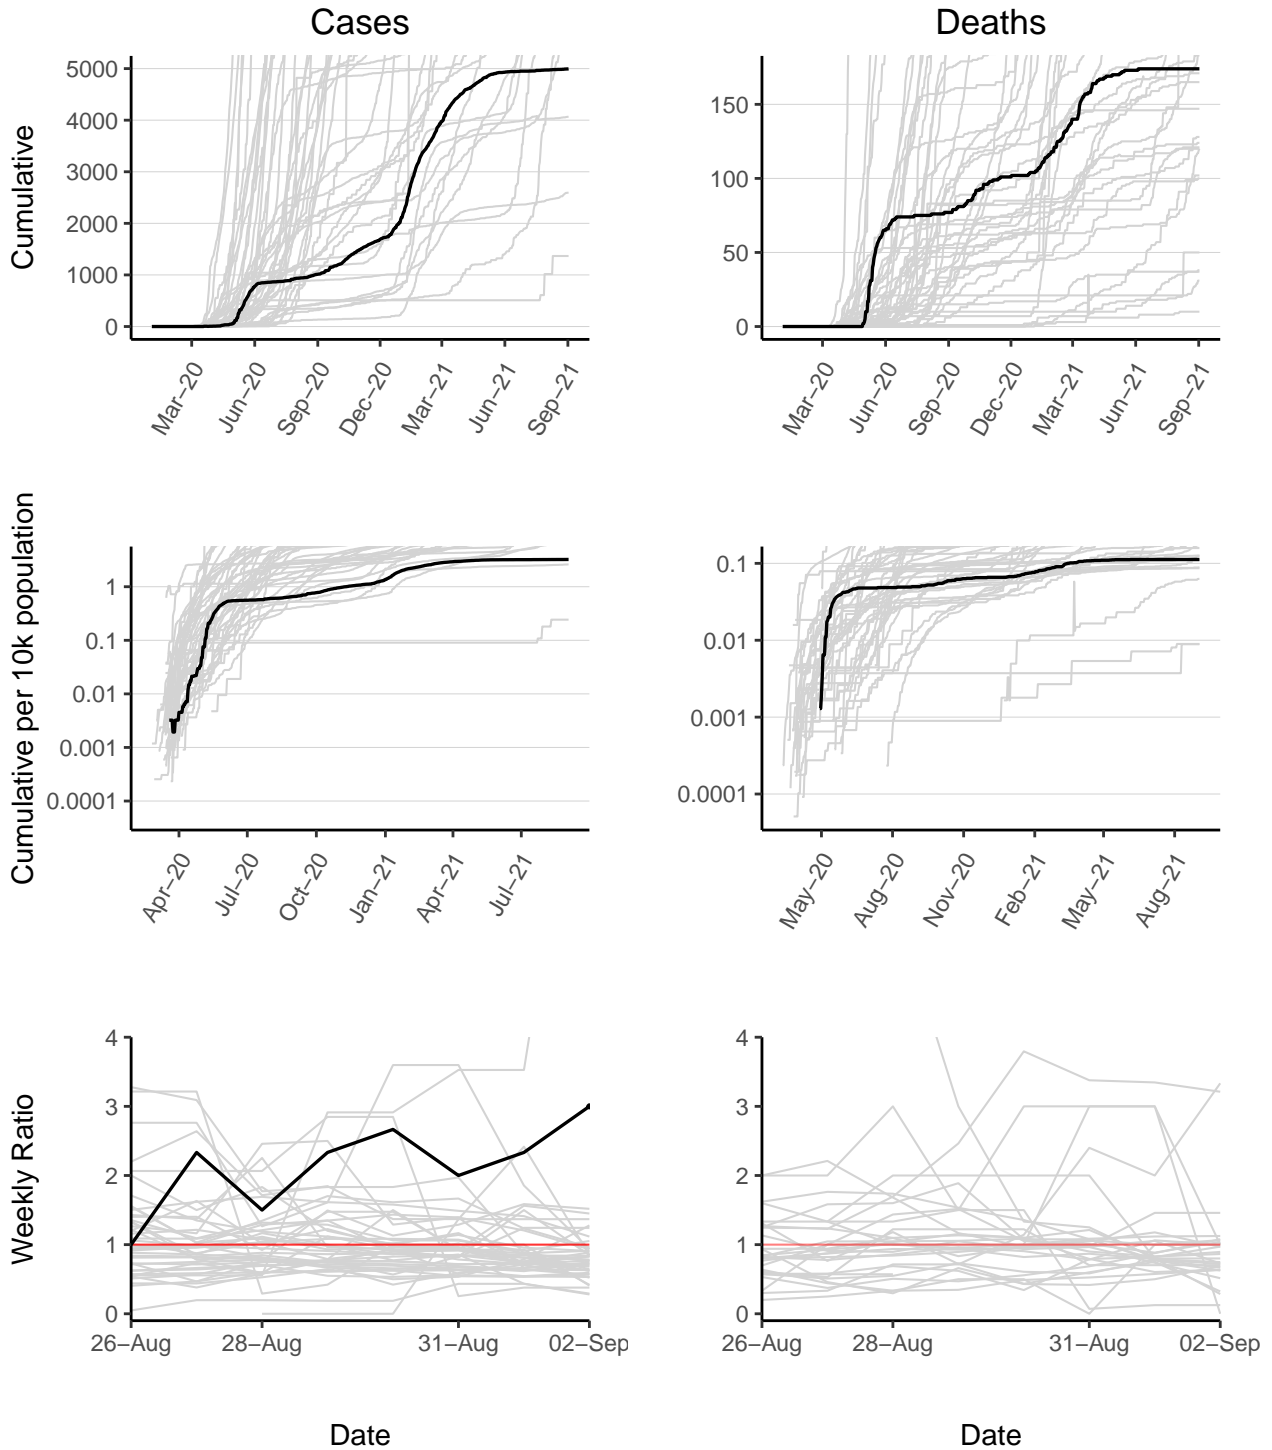 Cases
Deaths
Cumulative
5000
4000
3000
2000
1000
0
Mar−20
Jun−20
Sep−20
Dec−20
Mar−21
Jun−21
Sep−21
150
100
50
0
Mar−20
Jun−20
Sep−20
Dec−20
Mar−21
Jun−21
Sep−21
Cumulative per 10k population
1
0.1
0.01
0.001
0.0001
Apr−20
Jul−20
Oct−20
Jan−21
Apr−21
Jul−21
0.1
0.01
0.001
0.0001
May−20
Aug−20
Nov−20
Feb−21
May−21
Aug−21
Weekly Ratio
4
3
2
1
0
26−Aug
28−Aug
31−Aug
02−Sep
4
3
2
1
0
26−Aug
28−Aug
31−Aug
02−Sep
Date
Date